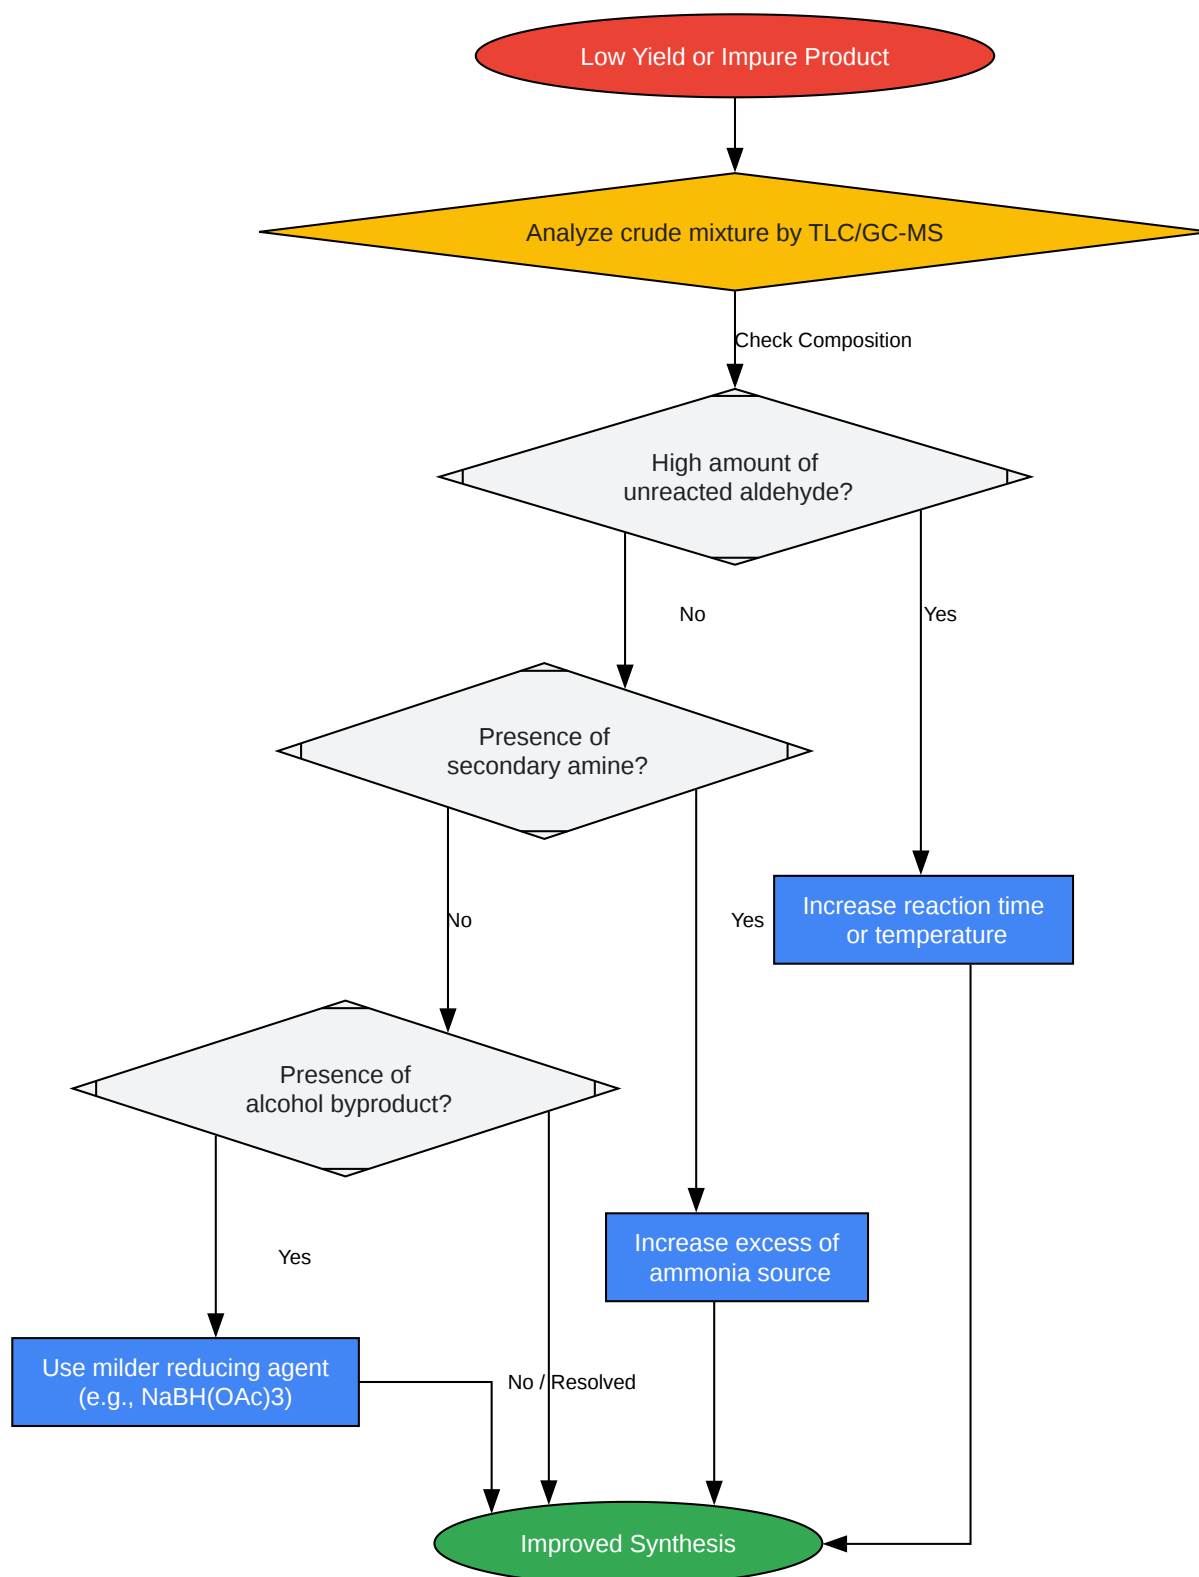 Low Yield or Impure Product
Analyze crude mixture by TLC/GC-MS
Check Composition
High amount of
unreacted aldehyde?
No
Yes
Presence of
secondary amine?
No
Yes
Increase reaction time
or temperature
Presence of
alcohol byproduct?
Yes
Increase excess of
ammonia source
Use milder reducing agent
(e.g., NaBH(OAc)3)
No / Resolved
Improved Synthesis